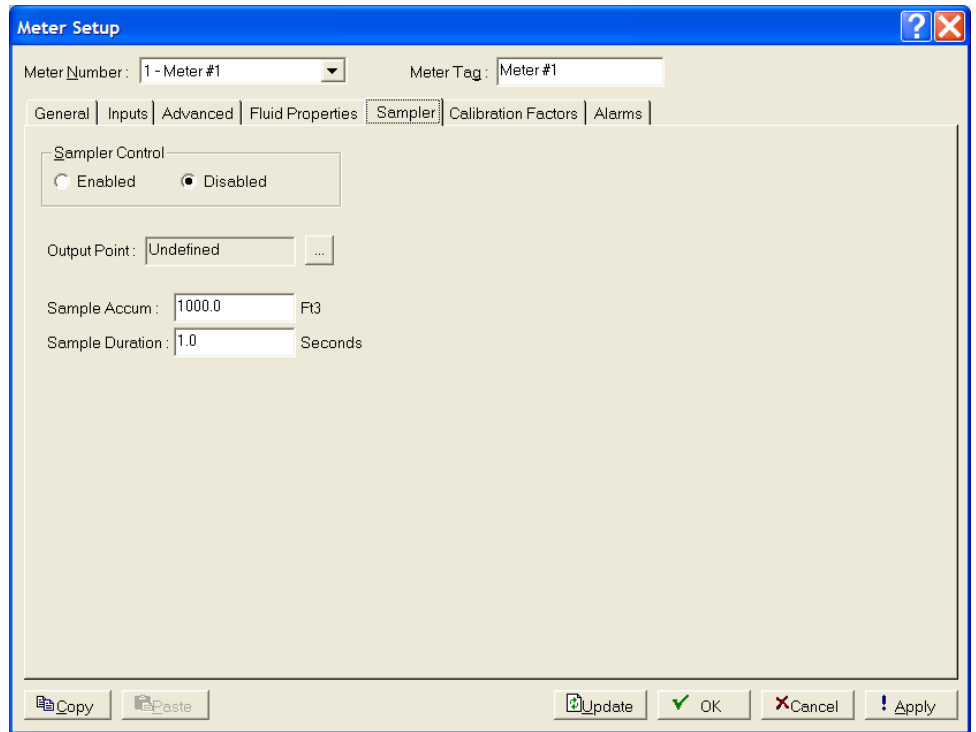 Meter Setup
Meter Number : 1 - Meter #1 Meter Tag : Meter #1
General Inputs Advanced Fluid Properties Sampler Calibration Factors Alarms
Sampler Control
Enabled Disabled
Output Point : Undefined ...
Sample Accum : 1000.0 Ft3
Sample Duration : 1.0 Seconds
Copy Paste Update OK Cancel ! Apply